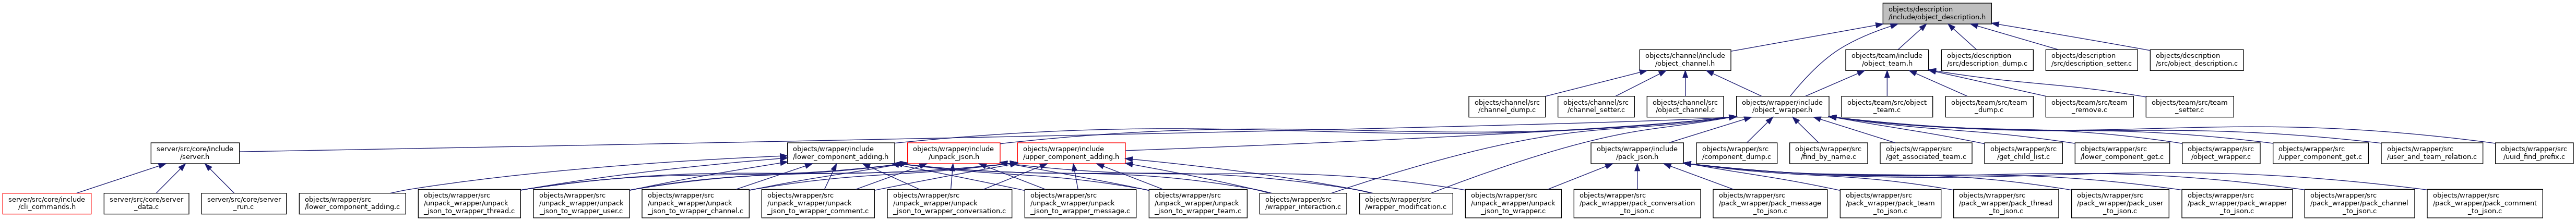 objects/description
/include/object_description.h
objects/channel/include
/object_channel.h
objects/team/include
/object_team.h
objects/description
/src/description_dump.c
objects/description
/src/description_setter.c
objects/description
/src/object_description.c
objects/channel/src
/channel_dump.c
objects/channel/src
/channel_setter.c
objects/channel/src
/object_channel.c
objects/wrapper/include
/object_wrapper.h
objects/team/src/object
_team.c
objects/team/src/team
_dump.c
objects/team/src/team
_remove.c
objects/team/src/team
_setter.c
server/src/core/include
/server.h
objects/wrapper/include
/lower_component_adding.h
objects/wrapper/include
/unpack_json.h
objects/wrapper/include
/upper_component_adding.h
objects/wrapper/include
/pack_json.h
objects/wrapper/src
/component_dump.c
objects/wrapper/src
/find_by_name.c
objects/wrapper/src
/get_associated_team.c
objects/wrapper/src
/get_child_list.c
objects/wrapper/src
/lower_component_get.c
objects/wrapper/src
/object_wrapper.c
objects/wrapper/src
/upper_component_get.c
objects/wrapper/src
/user_and_team_relation.c
objects/wrapper/src
/uuid_find_prefix.c
server/src/core/include
/cli_commands.h
server/src/core/server
_data.c
server/src/core/server
_run.c
objects/wrapper/src
/lower_component_adding.c
objects/wrapper/src
/unpack_wrapper/unpack
_json_to_wrapper_thread.c
objects/wrapper/src
/unpack_wrapper/unpack
_json_to_wrapper_user.c
objects/wrapper/src
/unpack_wrapper/unpack
_json_to_wrapper_channel.c
objects/wrapper/src
/unpack_wrapper/unpack
_json_to_wrapper_comment.c
objects/wrapper/src
/unpack_wrapper/unpack
_json_to_wrapper_conversation.c
objects/wrapper/src
/unpack_wrapper/unpack
_json_to_wrapper_message.c
objects/wrapper/src
/unpack_wrapper/unpack
_json_to_wrapper_team.c
objects/wrapper/src
/wrapper_interaction.c
objects/wrapper/src
/wrapper_modification.c
objects/wrapper/src
/unpack_wrapper/unpack
_json_to_wrapper.c
objects/wrapper/src
/pack_wrapper/pack_conversation
_to_json.c
objects/wrapper/src
/pack_wrapper/pack_message
_to_json.c
objects/wrapper/src
/pack_wrapper/pack_team
_to_json.c
objects/wrapper/src
/pack_wrapper/pack_thread
_to_json.c
objects/wrapper/src
/pack_wrapper/pack_user
_to_json.c
objects/wrapper/src
/pack_wrapper/pack_wrapper
_to_json.c
objects/wrapper/src
/pack_wrapper/pack_channel
_to_json.c
objects/wrapper/src
/pack_wrapper/pack_comment
_to_json.c